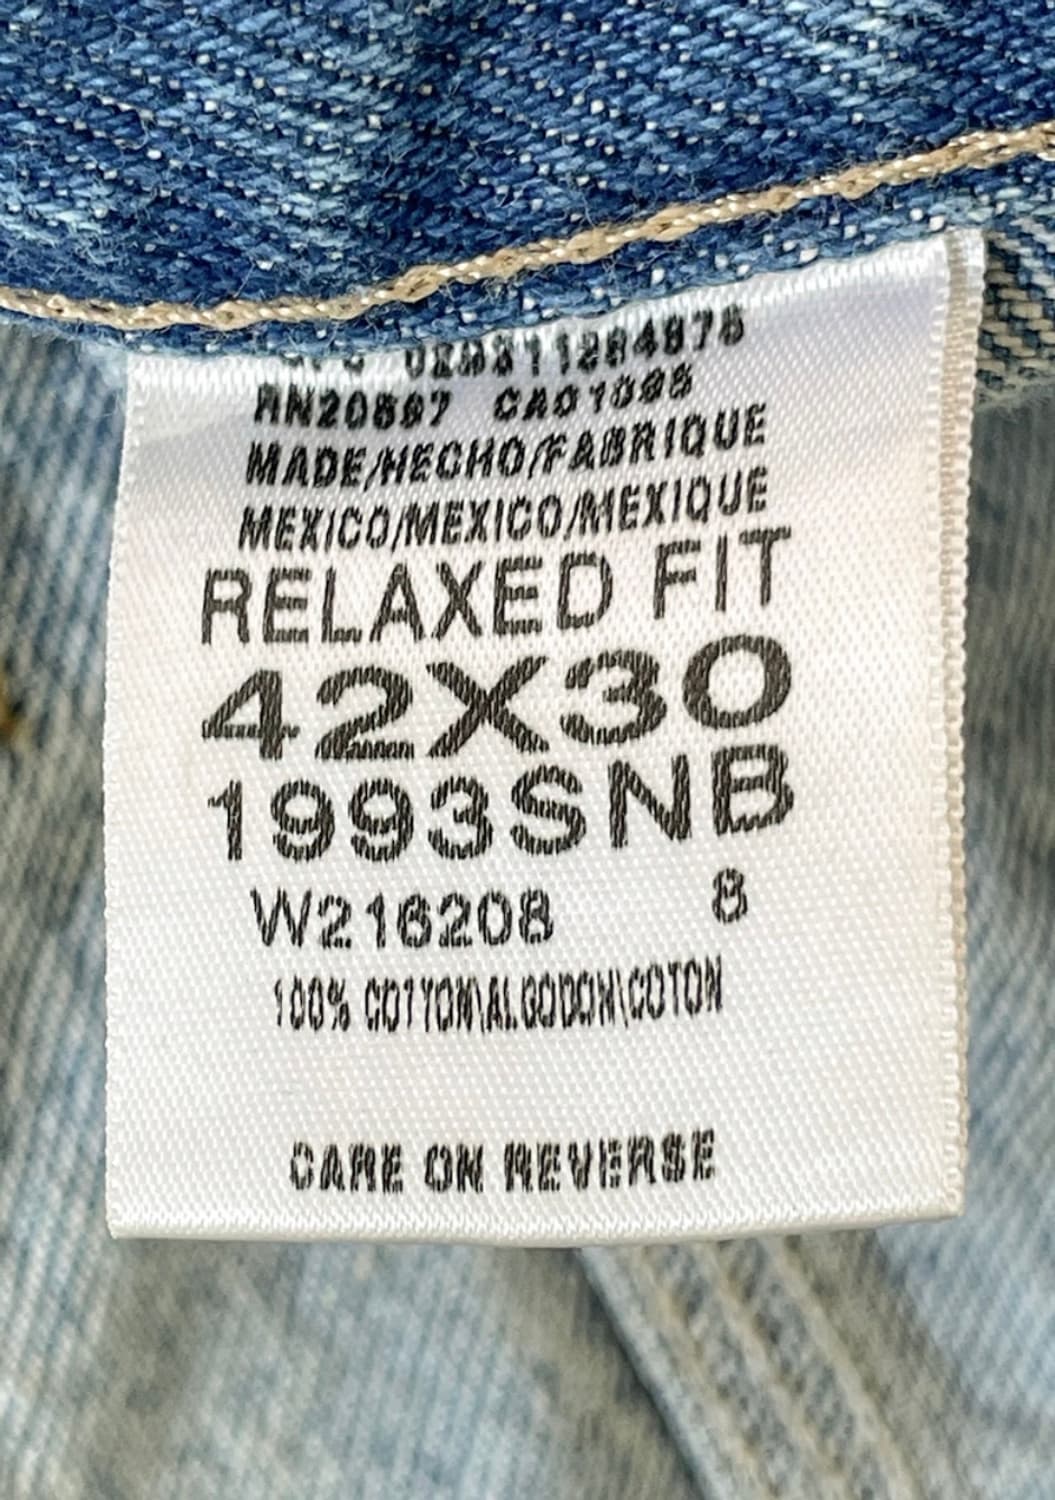 RN20697 CA01095
MADE/HECHO/FABRIQUE
MEXICO/MEXICO/MEXIQUE
RELAXED FIT
42X30
1993SNB
W216208 8
100% COTTON\ALGODON\COTON
CARE ON REVERSE